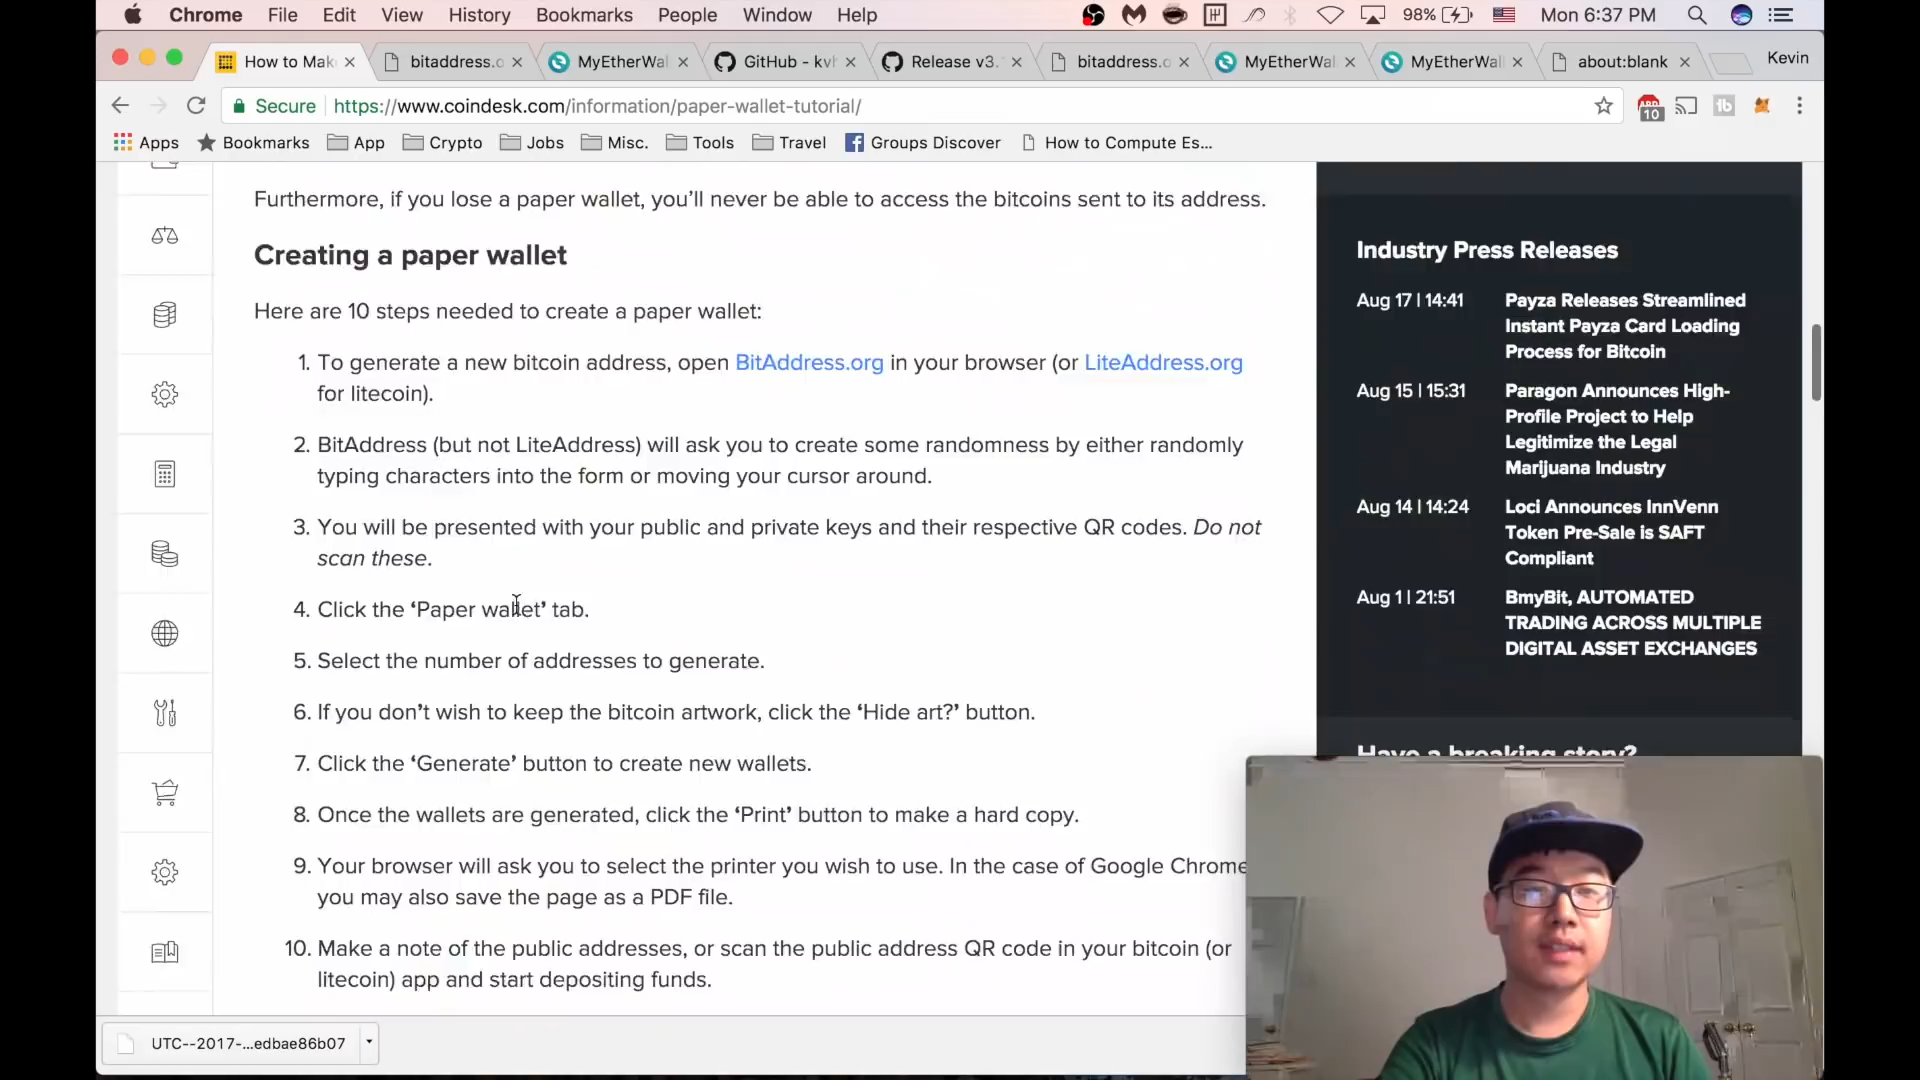 Chrome File Edit View History Bookmarks People Window Help 98% Mon 6:37 PM
How to Mak bitaddress.o MyEtherWal GitHub - kvh Release v3. bitaddress.o MyEtherWal MyEtherWal about:blank Kevin
Secure https://www.coindesk.com/information/paper-wallet-tutorial/ 10
Apps Bookmarks App Crypto Jobs Misc. Tools Travel Groups Discover How to Compute Es...
Furthermore, if you lose a paper wallet, you’ll never be able to access the bitcoins sent to its address.
Creating a paper wallet
Here are 10 steps needed to create a paper wallet:
1. To generate a new bitcoin address, open BitAddress.org in your browser (or LiteAddress.org
for litecoin).
2. BitAddress (but not LiteAddress) will ask you to create some randomness by either randomly
typing characters into the form or moving your cursor around.
3. You will be presented with your public and private keys and their respective QR codes. Do not
scan these.
4. Click the ‘Paper wallet’ tab.
5. Select the number of addresses to generate.
6. If you don’t wish to keep the bitcoin artwork, click the ‘Hide art?’ button.
7. Click the ‘Generate’ button to create new wallets.
8. Once the wallets are generated, click the ‘Print’ button to make a hard copy.
9. Your browser will ask you to select the printer you wish to use. In the case of Google Chrome
you may also save the page as a PDF file.
10. Make a note of the public addresses, or scan the public address QR code in your bitcoin (or
litecoin) app and start depositing funds.
Industry Press Releases
Aug 17 | 14:41 Payza Releases Streamlined
Instant Payza Card Loading
Process for Bitcoin
Aug 15 | 15:31 Paragon Announces High-
Profile Project to Help
Legitimize the Legal
Marijuana Industry
Aug 14 | 14:24 Loci Announces InnVenn
Token Pre-Sale is SAFT
Compliant
Aug 1 | 21:51 BmyBit, AUTOMATED
TRADING ACROSS MULTIPLE
DIGITAL ASSET EXCHANGES
Have a breaking story?
UTC--2017-...edbae86b07